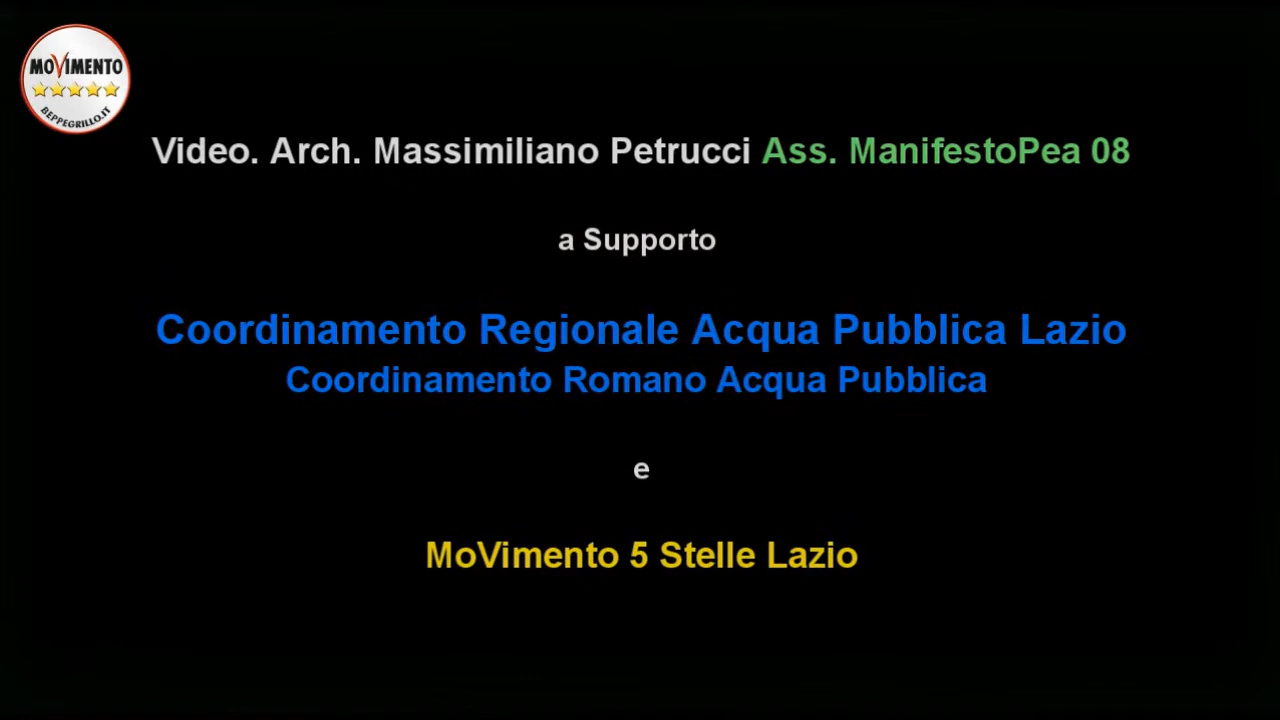 MOVIMENTO
BEPPEGRILLO.IT
Video. Arch. Massimiliano Petrucci Ass. ManifestoPea 08
a Supporto
Coordinamento Regionale Acqua Pubblica Lazio
Coordinamento Romano Acqua Pubblica
e
MoVimento 5 Stelle Lazio